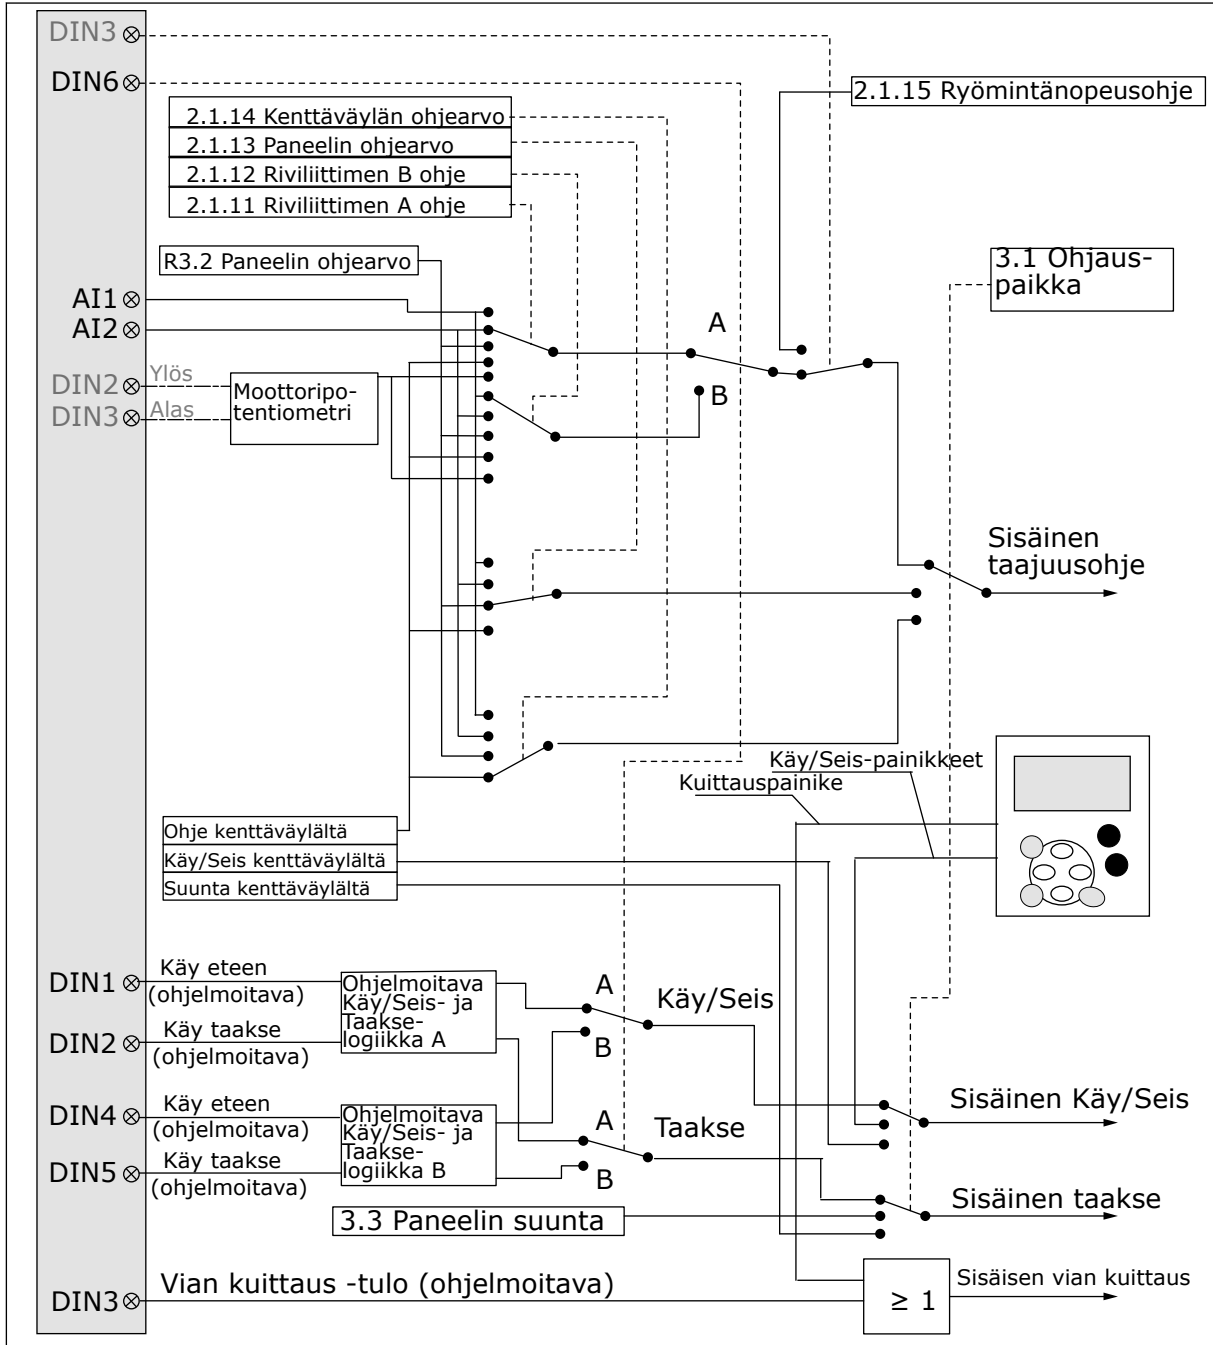 DIN3
DIN6
2.1.15 Ryömintänopeusohje
2.1.14 Kenttäväylän ohjearvo
2.1.13 Paneelin ohjearvo
2.1.12 Riviliittimen B ohje
2.1.11 Riviliittimen A ohje
R3.2 Paneelin ohjearvo
3.1 Ohjaus-
paikka
AI1
AI2
A
B
DIN2
Ylös
DIN3
Alas
Moottoripo-
tentiometri
Sisäinen
taajuusohje
Käy/Seis-painikkeet
Kuittauspainike
Ohje kenttäväylältä
Käy/Seis kenttäväylältä
Suunta kenttäväylältä
DIN1
Käy eteen
(ohjelmoitava)
DIN2
Käy taakse
(ohjelmoitava)
Ohjelmoitava
Käy/Seis- ja
Taakse-
logiikka A
A
B
Käy/Seis
DIN4
Käy eteen
(ohjelmoitava)
DIN5
Käy taakse
(ohjelmoitava)
Ohjelmoitava
Käy/Seis- ja
Taakse-
logiikka B
A
B
Taakse
Sisäinen Käy/Seis
3.3 Paneelin suunta
Sisäinen taakse
DIN3
Vian kuittaus -tulo (ohjelmoitava)
≥ 1
Sisäisen vian kuittaus